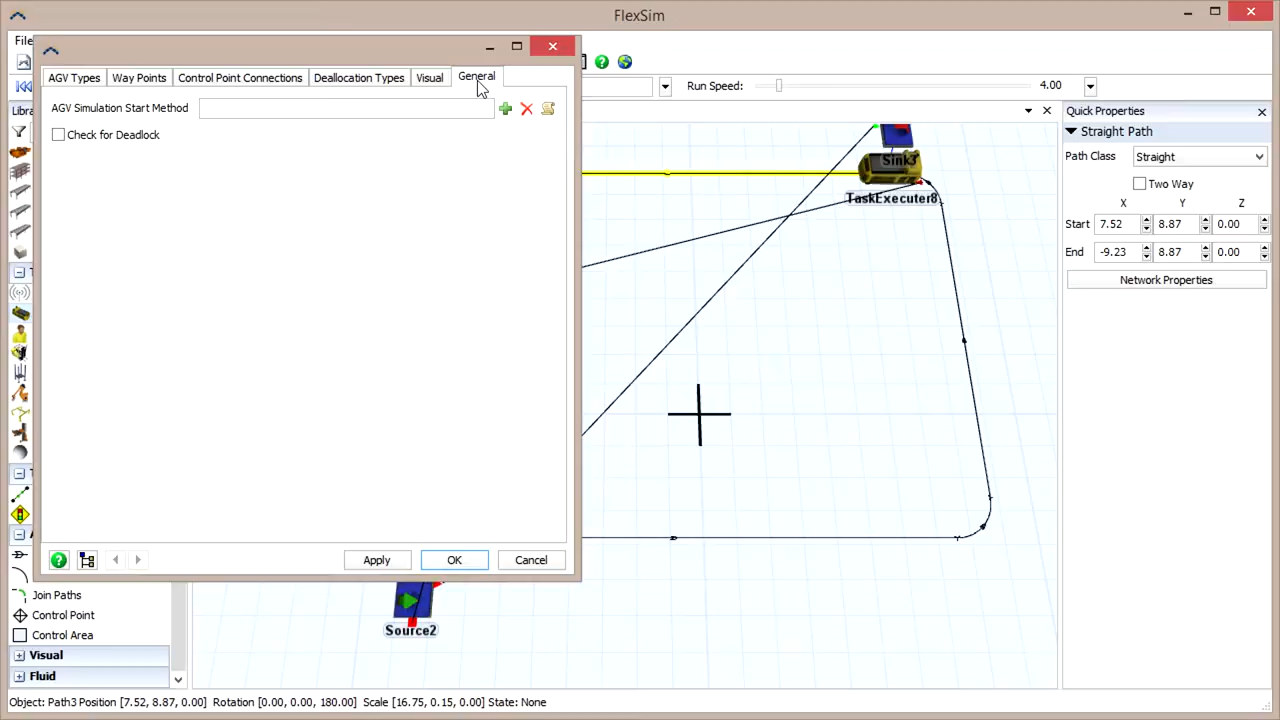 FlexSim
File
AGV Types
Way Points
Control Point Connections
Deallocation Types
Visual
General
AGV Simulation Start Method
Check for Deadlock
Apply
OK
Cancel
Run Speed:
4.00
Quick Properties
Straight Path
Path Class
Straight
Two Way
X Y Z
Start 7.52 8.87 0.00
End -9.23 8.87 0.00
Network Properties
Sink3
TaskExecuter8
Source2
Join Paths
Control Point
Control Area
Visual
Fluid
Object: Path3 Position [7.52, 8.87, 0.00] Rotation [0.00, 0.00, 180.00] Scale [16.75, 0.15, 0.00] State: None